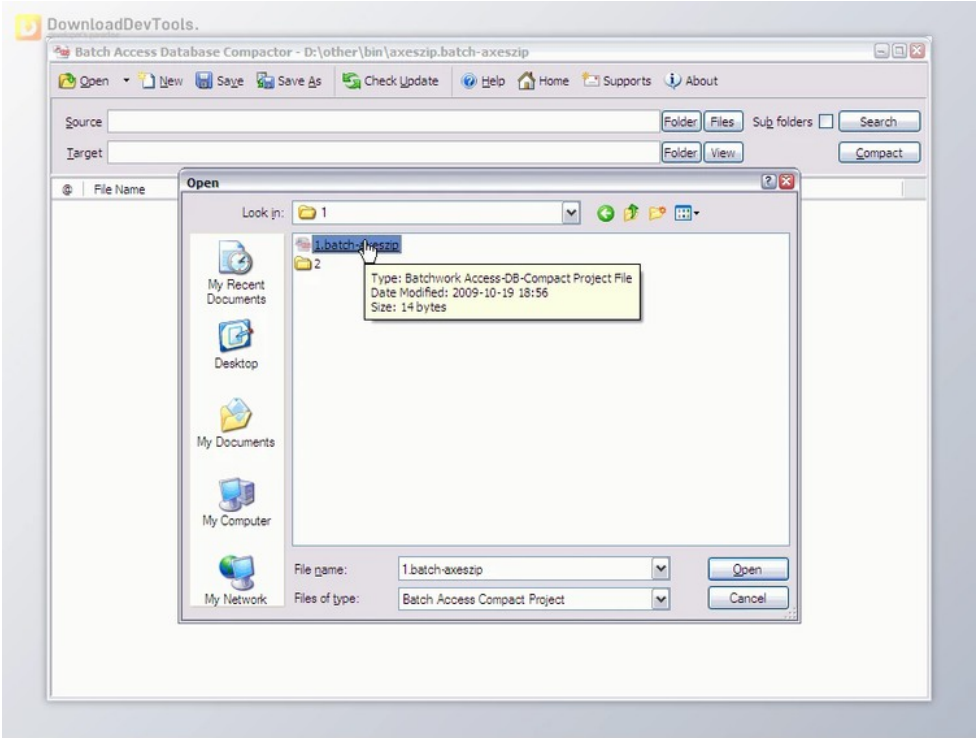 DownloadDevTools.
Batch Access Database Compactor - D:\other\bin\axeszip.batch-axeszip
Open New Save Save As Check Update Help Home Supports About
Source Folder Files Sub folders Search
Target Folder View Compact
@ File Name
Open
Look in: 1
1.batch-axeszip
2
Type: Batchwork Access-DB-Compact Project File
Date Modified: 2009-10-19 18:56
Size: 14 bytes
My Recent
Documents
Desktop
My Documents
My Computer
My Network
File name: 1.batch-axeszip Open
Files of type: Batch Access Compact Project Cancel